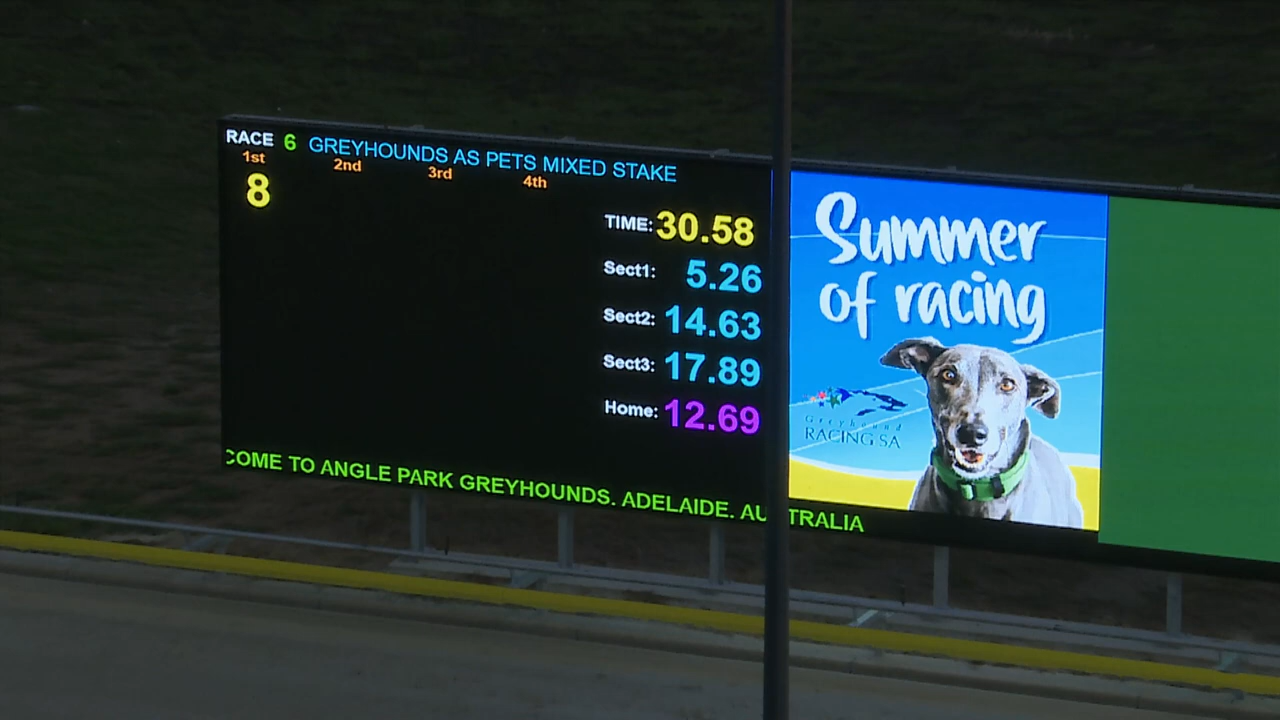 RACE 6 GREYHOUNDS AS PETS MIXED STAKE
1st 2nd 3rd 4th
8
TIME: 30.58
Sect1: 5.26
Sect2: 14.63
Sect3: 17.89
Home: 12.69
COME TO ANGLE PARK GREYHOUNDS. ADELAIDE. AU TRALIA
Summer
of racing
Greyhound
RACING SA